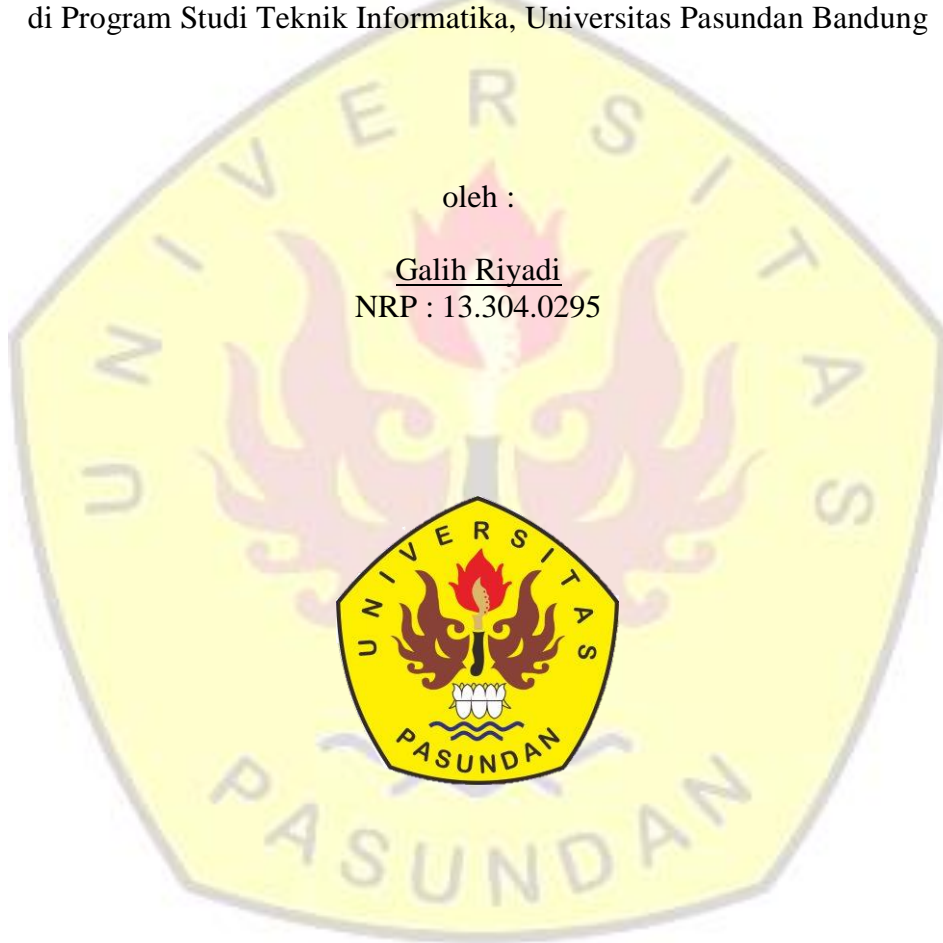 di Program Studi Teknik Informatika, Universitas Pasundan Bandung
UNIVERSITAS
oleh :
Galih Riyadi
NRP : 13.304.0295
UNIVERSITAS
PASUNDAN
PASUNDAN